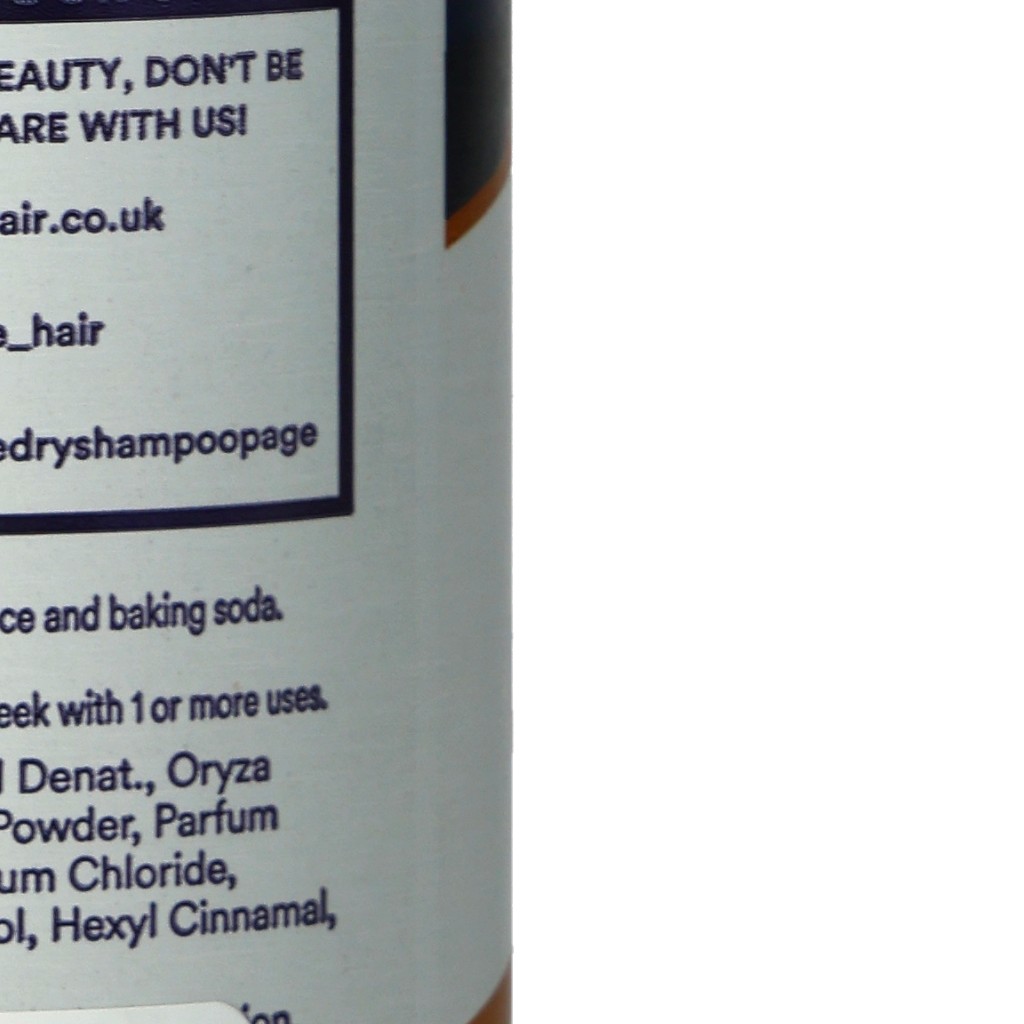 EAUTY, DON'T BE
ARE WITH US!
air.co.uk
e_hair
edryshampoopage
ce and baking soda.
eek with 1 or more uses.
l Denat., Oryza
Powder, Parfum
um Chloride,
ol, Hexyl Cinnamal,